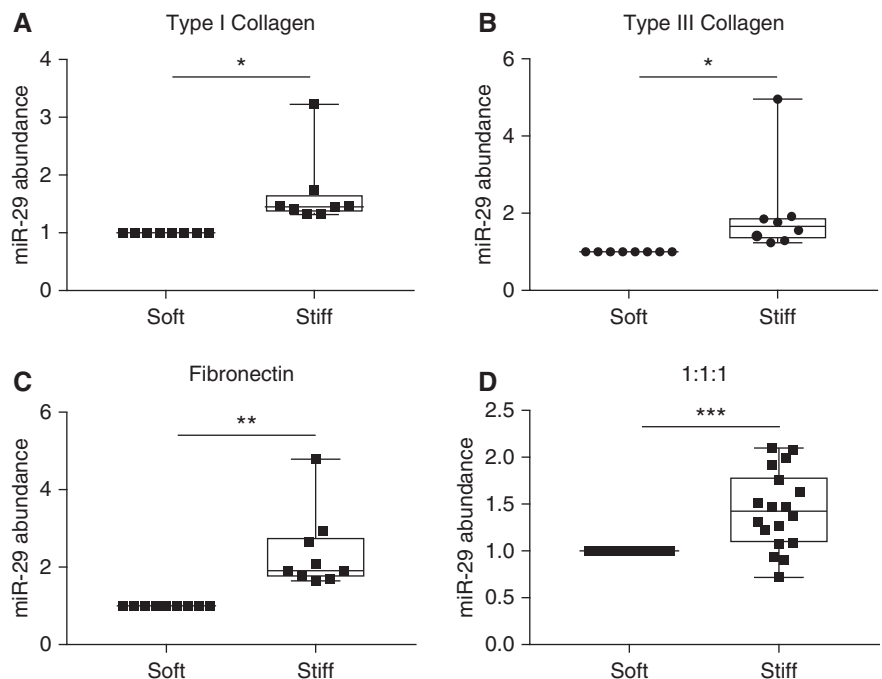 A
Type I Collagen
*
miR-29 abundance
4
3
2
1
0
Soft
Stiff
B
Type III Collagen
*
miR-29 abundance
6
4
2
0
Soft
Stiff
C
Fibronectin
**
miR-29 abundance
6
4
2
0
Soft
Stiff
D
1:1:1
***
miR-29 abundance
2.5
2.0
1.5
1.0
0.5
0.0
Soft
Stiff